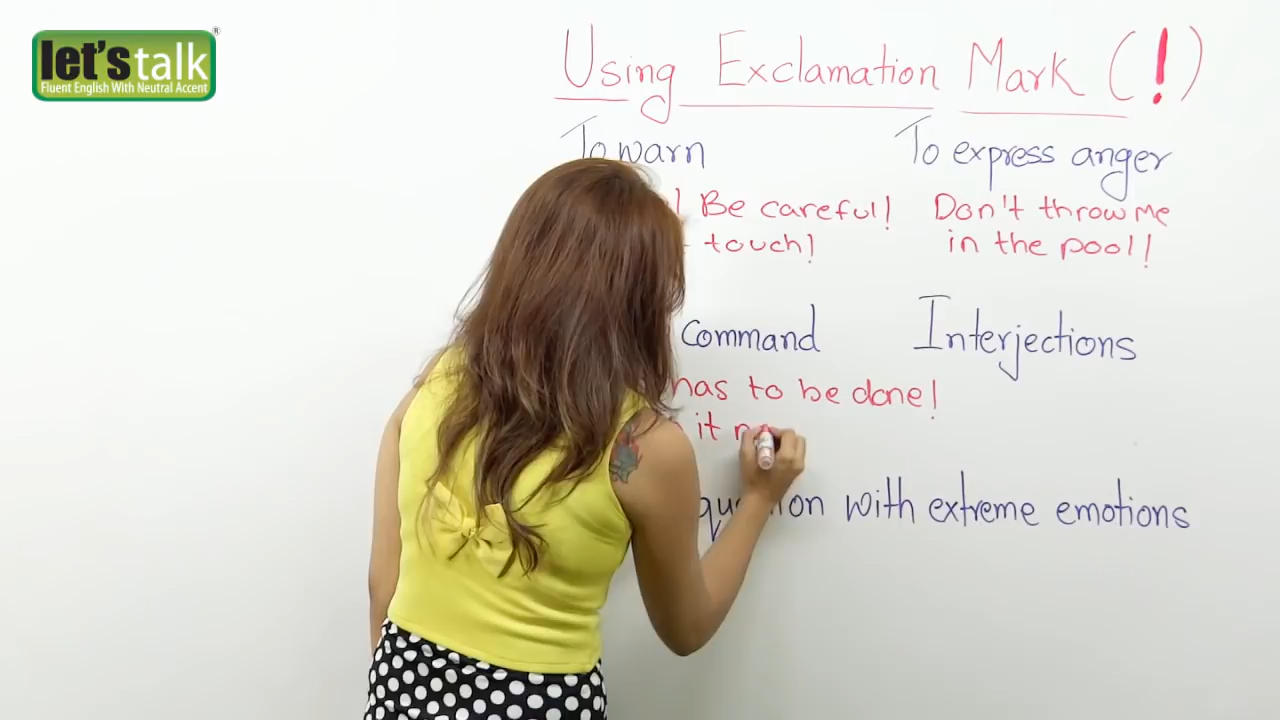 let's talk®
Fluent English With Neutral Accent
Using Exclamation Mark (!)
To warn
To express anger
! Be careful!
touch!
Don't throw me
in the pool!
Command
Interjections
has to be done!
it
with extreme emotions